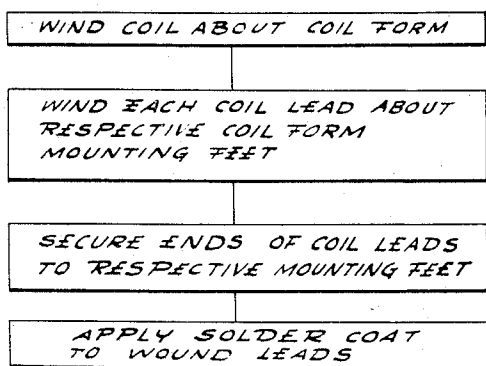 WIND COIL ABOUT COIL FORM
WIND EACH COIL LEAD ABOUT
RESPECTIVE COIL FORM
MOUNTING FEET
SECURE ENDS OF COIL LEADS
TO RESPECTIVE MOUNTING FEET
APPLY SOLDER COAT
TO WOUND LEADS